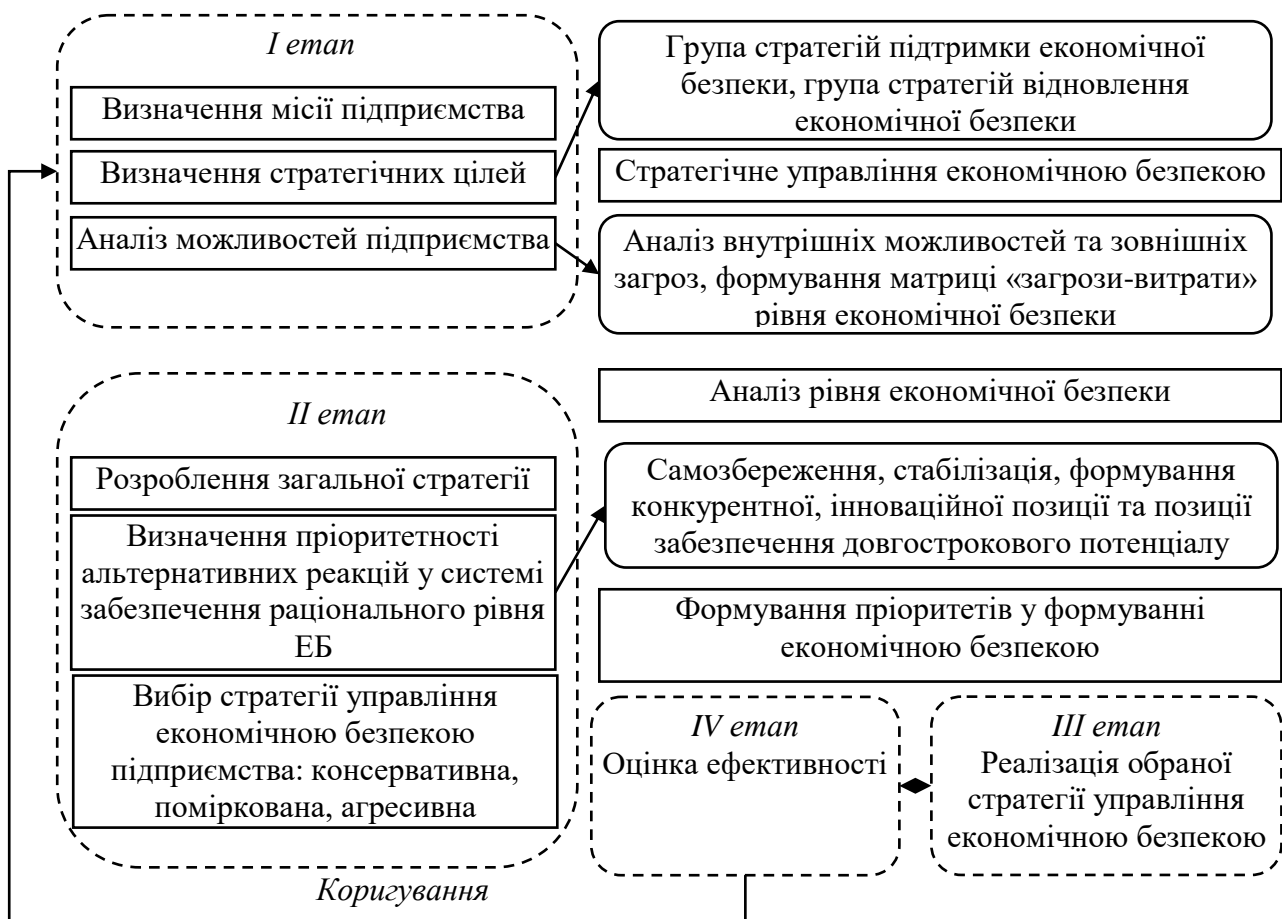 I етап
Визначення місії підприємства
Визначення стратегічних цілей
Аналіз можливостей підприємства
Група стратегій підтримки економічної
безпеки, група стратегій відновлення
економічної безпеки
Стратегічне управління економічною безпекою
Аналіз внутрішніх можливостей та зовнішніх
загроз, формування матриці «загрози-витрати»
рівня економічної безпеки
Аналіз рівня економічної безпеки
II етап
Розроблення загальної стратегії
Визначення пріоритетності
альтернативних реакцій у системі
забезпечення раціонального рівня
ЕБ
Вибір стратегії управління
економічною безпекою
підприємства: консервативна,
поміркована, агресивна
Самозбереження, стабілізація, формування
конкурентної, інноваційної позиції та позиції
забезпечення довгострокового потенціалу
Формування пріоритетів у формуванні
економічною безпекою
IV етап
Оцінка ефективності
III етап
Реалізація обраної
стратегії управління
економічною безпекою
Коригування